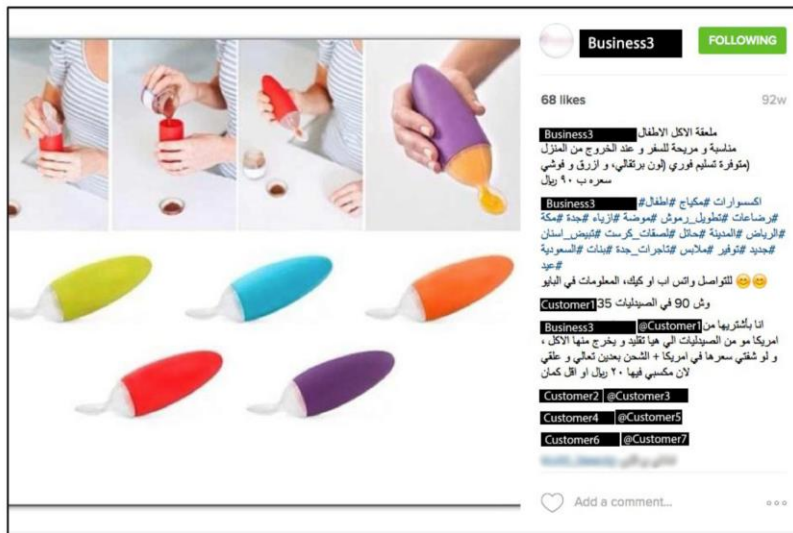 Business3
FOLLOWING
68 likes
92w
Business3 ملعقة الاكل الاطفال
مناسبة و مريحة للسفر و عند الخروج من المنزل
(متوفرة تسليم فوري (لون برتقالي، و ازرق و فوشي
سعره ب ٩٠ ريال
Business3 #اكسسوارات #مكياج #اطفال
#رضاعات #تطويل_رموش #موضة #ازياء #جدة #مكة
#الرياض #المدينة #حائل #لصقات_كرست #تبيض_اسنان
#جديد #توفير #ملابس #تاجرات_جدة #بنات #السعودية
#عيد
😊😊 للتواصل واتس اب او كيك، المعلومات في البايو
Customer1 وش 90 في الصيدليات 35
Business3 @Customer1 انا بأشتريها من
امريكا مو من الصيدليات الي هيا تقليد و يخرج منها الاكل ،
و لو شفتي سعرها في امريكا + الشحن بعدين تعالي و علقي
لان مكسبي فيها ٢٠ ريال او اقل كمان
Customer2 @Customer3
Customer4 @Customer5
Customer6 @Customer7
Add a comment...